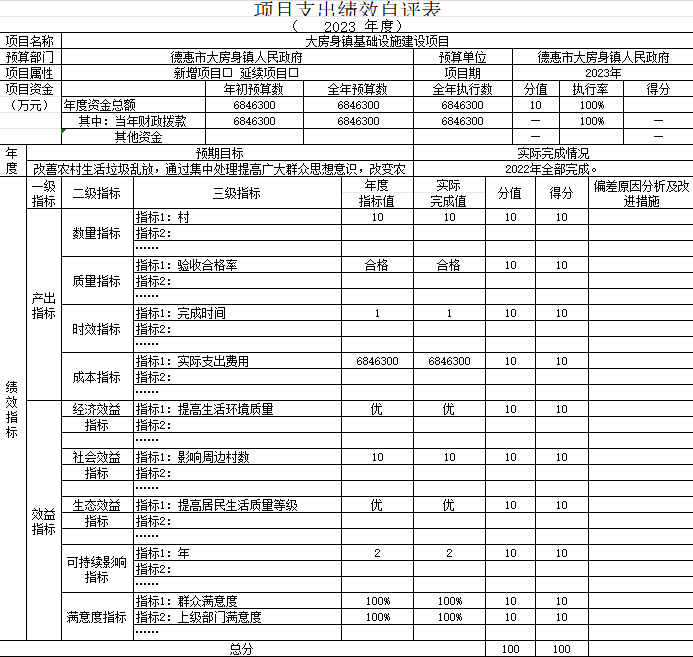 项目支出绩效自评表
（ 2023 年度）
项目名称 大房身镇基础设施建设项目
预算部门 德惠市大房身镇人民政府 预算单位 德惠市大房身镇人民政府
项目属性 新增项目□ 延续项目□ 项目期 2023年
项目资金（万元） 年初预算数 全年预算数 全年执行数 分值 执行率 得分
年度资金总额 6846300 6846300 6846300 10 100%
其中：当年财政拨款 6846300 6846300 6846300 — 100% —
其他资金 — —
年度 预期目标 实际完成情况
改善农村生活垃圾乱放，通过集中处理提高广大群众思想意识，改变农 2022年全部完成。
绩效指标 一级指标 二级指标 三级指标 年度指标值 实际完成值 分值 得分 偏差原因分析及改进措施
产出指标 数量指标 指标1：村 10 10 10 10
指标2：
……
质量指标 指标1：验收合格率 合格 合格 10 10
指标2：
……
时效指标 指标1：完成时间 1 1 10 10
指标2：
……
成本指标 指标1：实际支出费用 6846300 6846300 10 10
指标2：
……
效益指标 经济效益指标 指标1：提高生活环境质量 优 优 10 10
指标2：
……
社会效益指标 指标1：影响周边村数 10 10 10 10
指标2：
……
生态效益指标 指标1：提高居民生活质量等级 优 优 10 10
指标2：
……
可持续影响指标 指标1：年 2 2 10 10
指标2：
……
满意度指标 指标1：群众满意度 100% 100% 10 10
指标2：上级部门满意度 100% 100% 10 10
……
总分 100 100